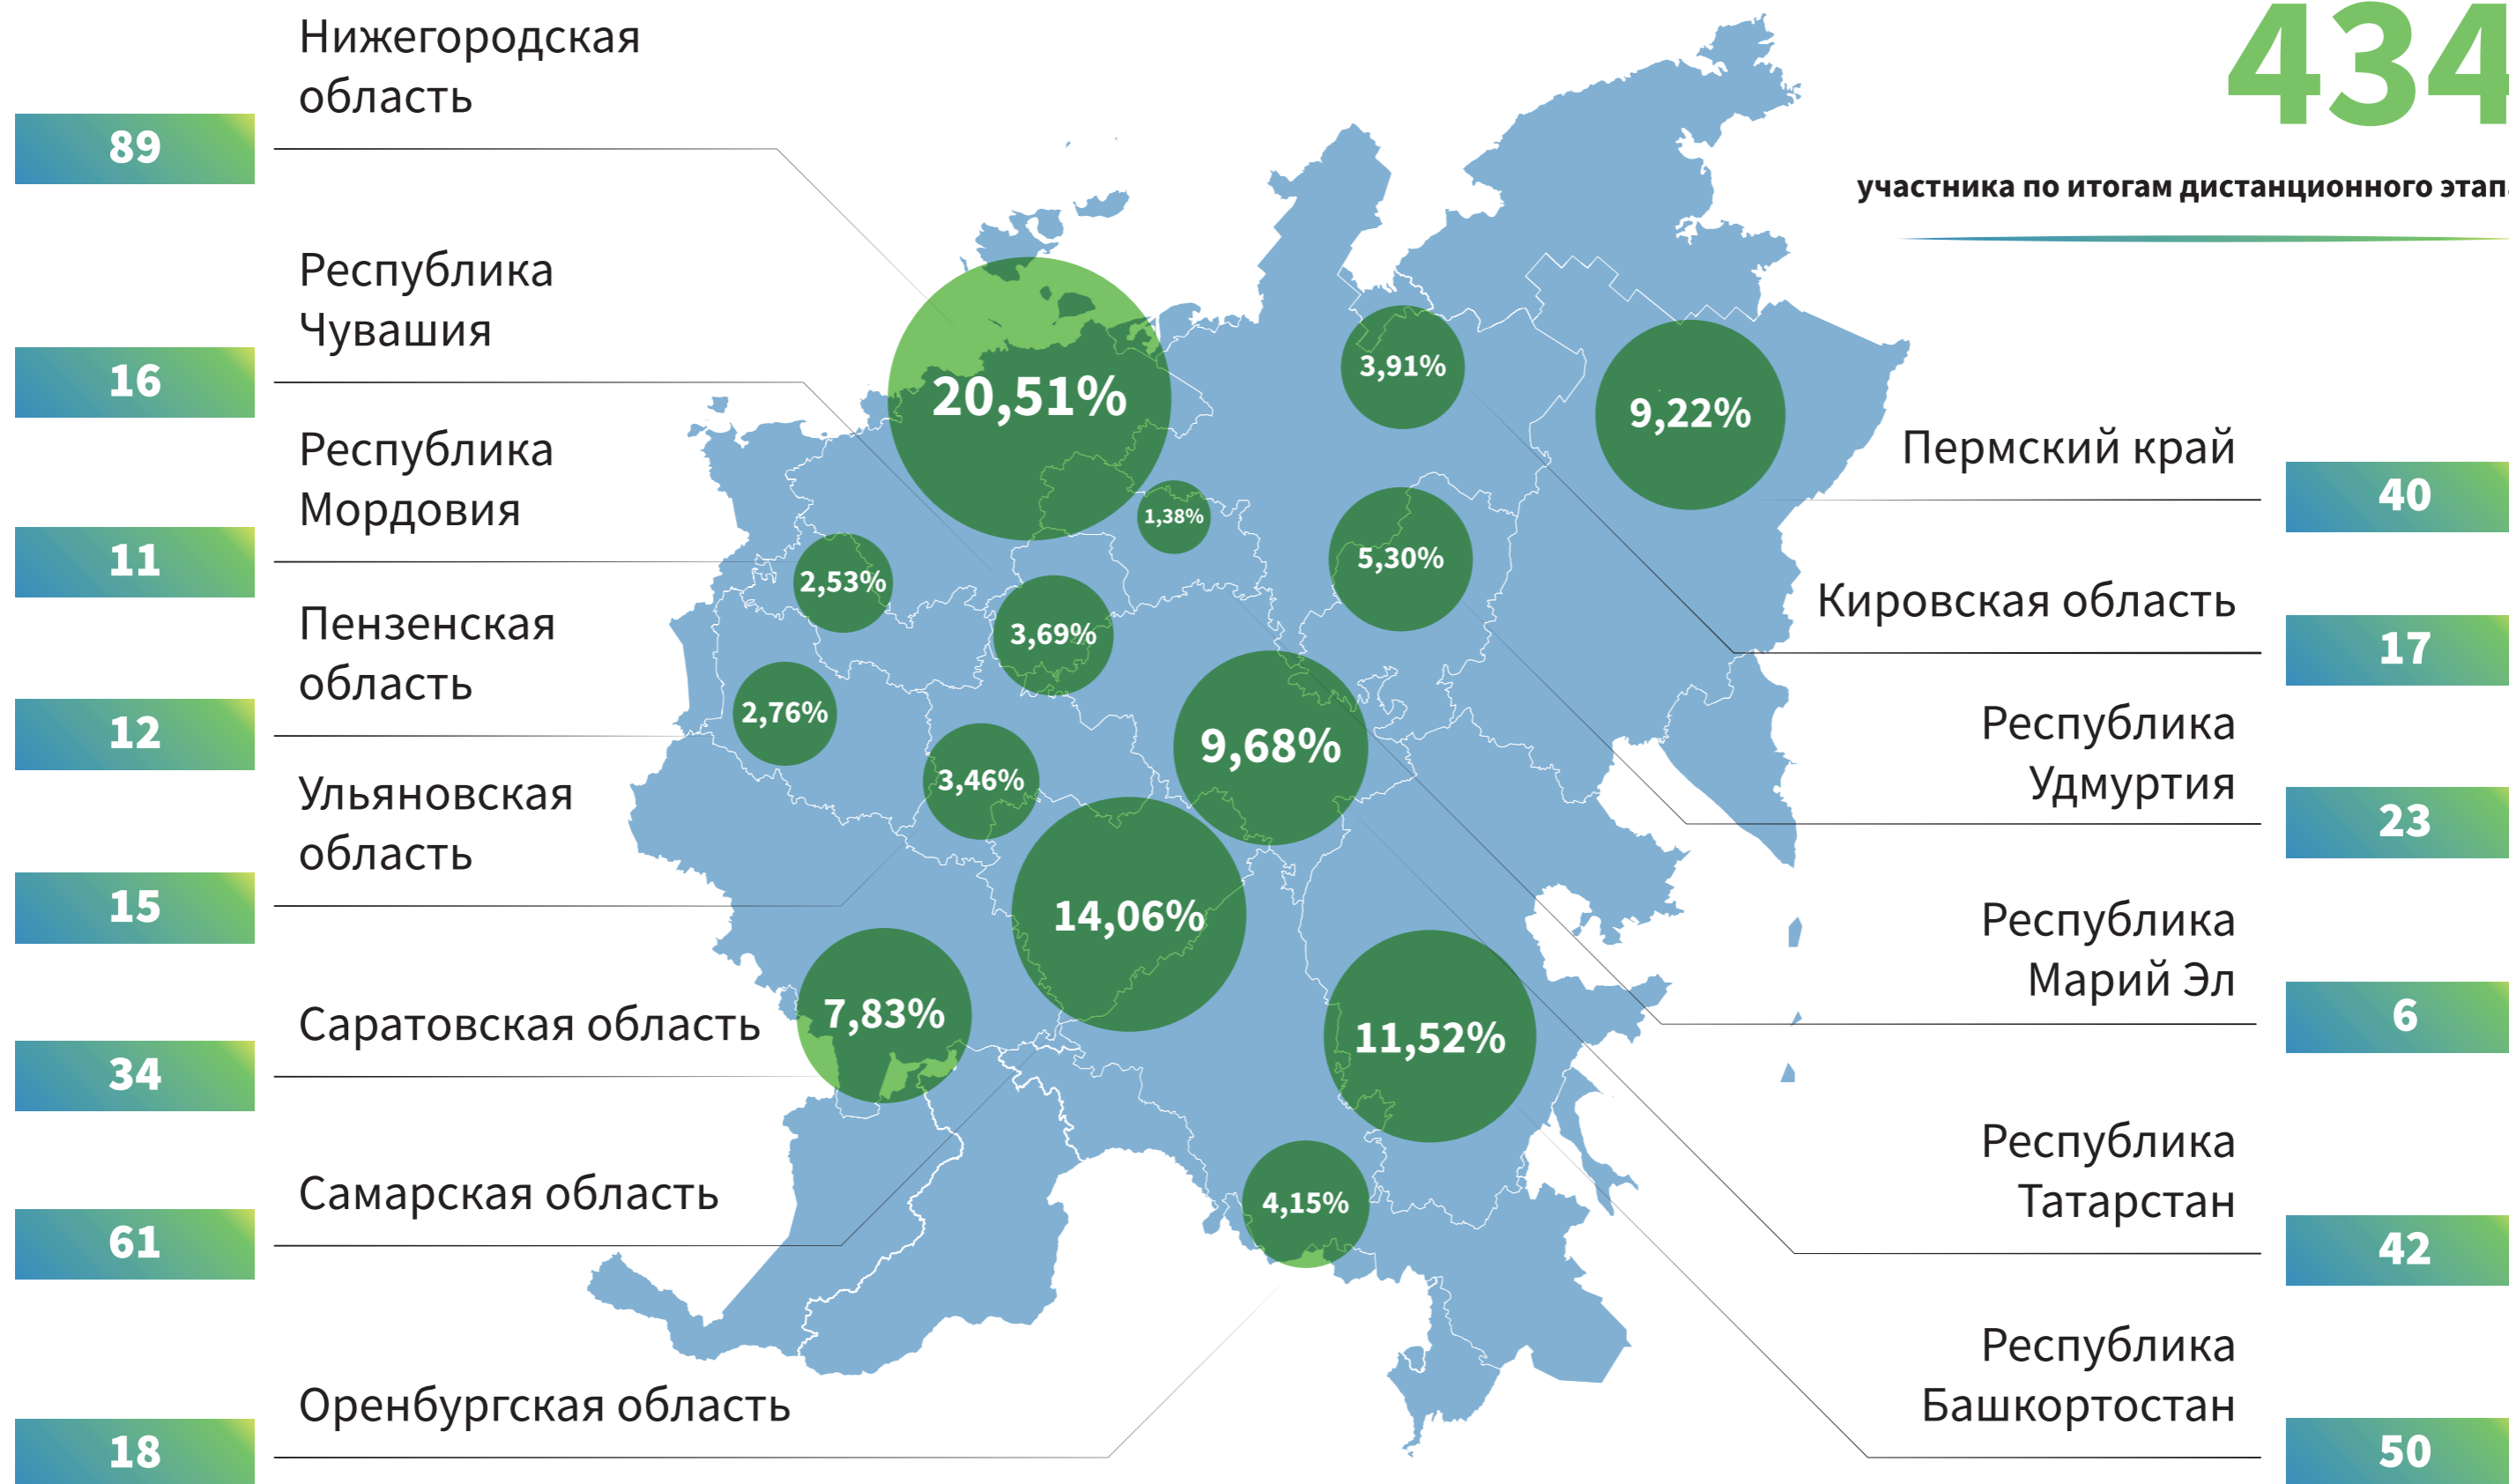 434
участника по итогам дистанционного этапа
Нижегородская
область
89
Республика
Чувашия
16
Республика
Мордовия
11
Пензенская
область
12
Ульяновская
область
15
Саратовская область
34
Самарская область
61
Оренбургская область
18
20,51%
3,91%
9,22%
1,38%
5,30%
2,53%
3,69%
2,76%
9,68%
3,46%
14,06%
7,83%
11,52%
4,15%
Пермский край
40
Кировская область
17
Республика
Удмуртия
23
Республика
Марий Эл
6
Республика
Татарстан
42
Республика
Башкортостан
50